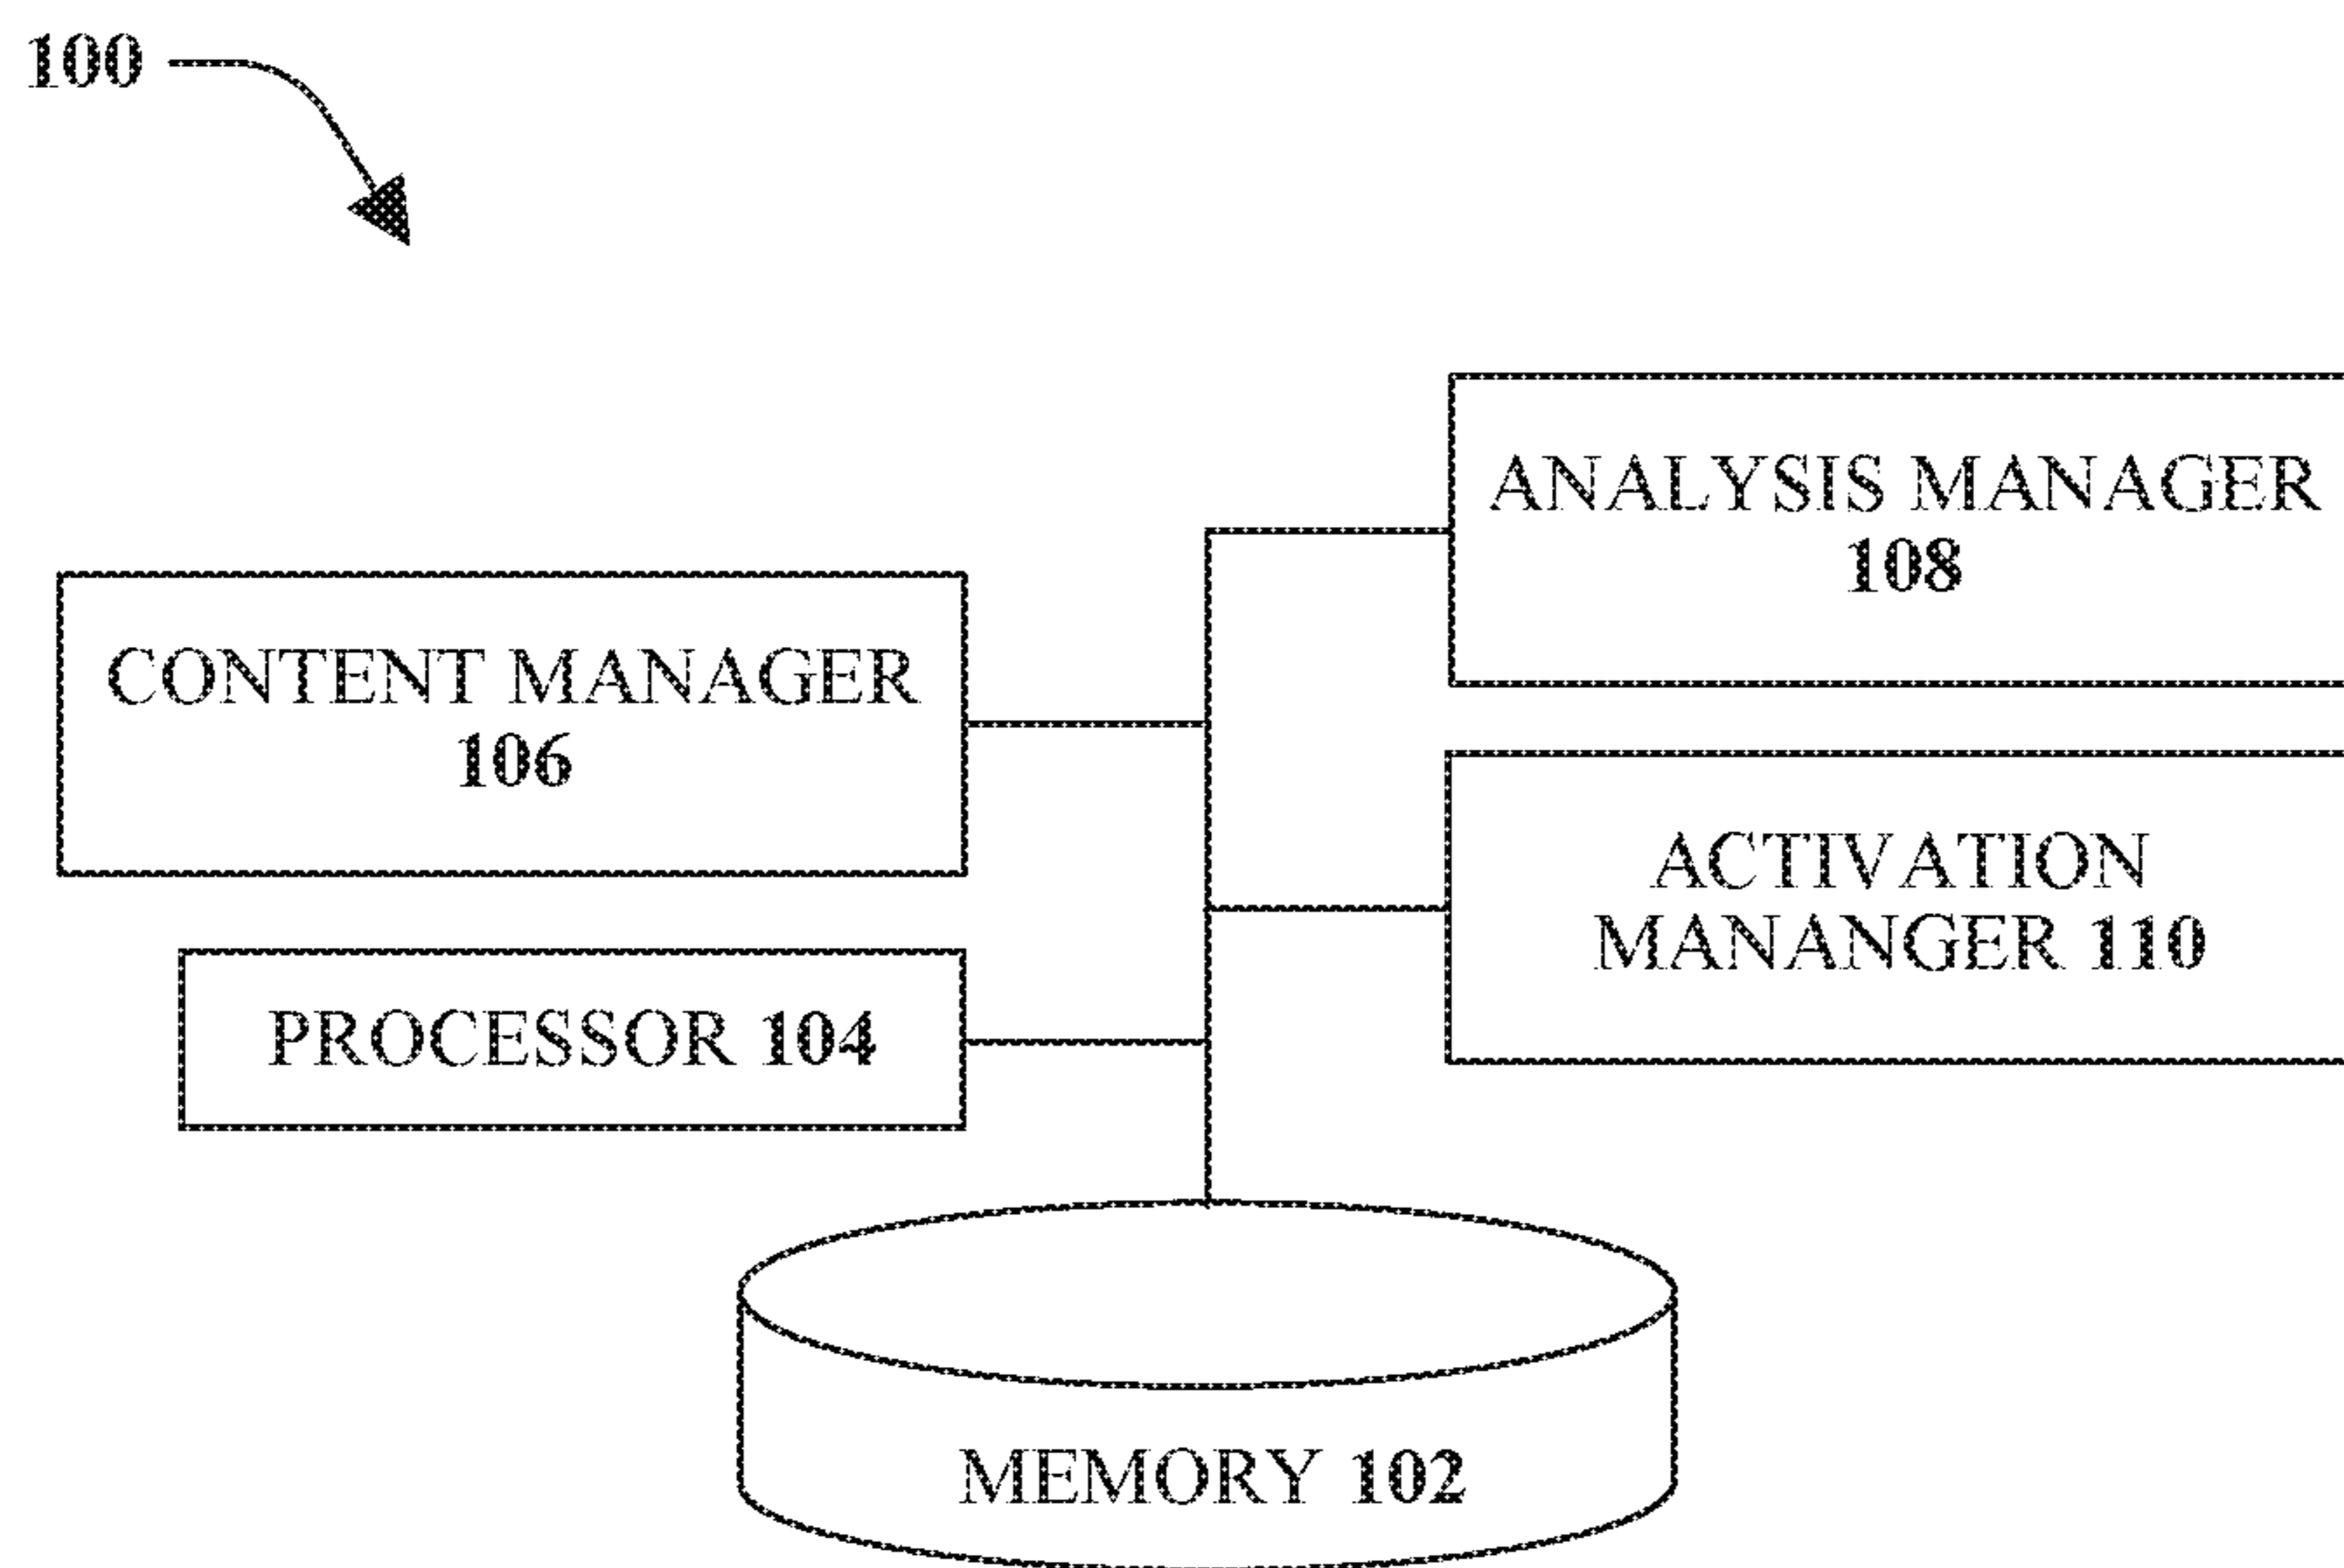 100
ANALYSIS MANAGER
108
CONTENT MANAGER
106
ACTIVATION
MANANGER 110
PROCESSOR 104
MEMORY 102